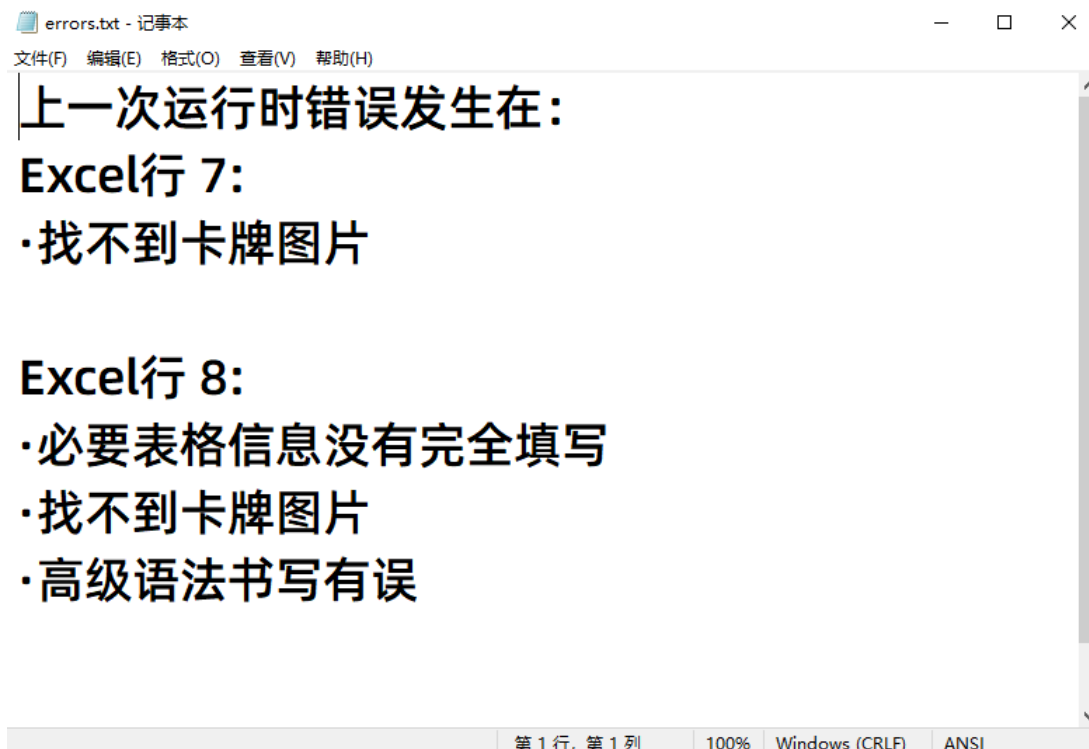 errors.txt - 记事本
文件(F) 编辑(E) 格式(O) 查看(V) 帮助(H)
上一次运行时错误发生在：
Excel行 7:
·找不到卡牌图片
Excel行 8:
·必要表格信息没有完全填写
·找不到卡牌图片
·高级语法书写有误
第 1 行，第 1 列 100% Windows (CRLF) ANSI